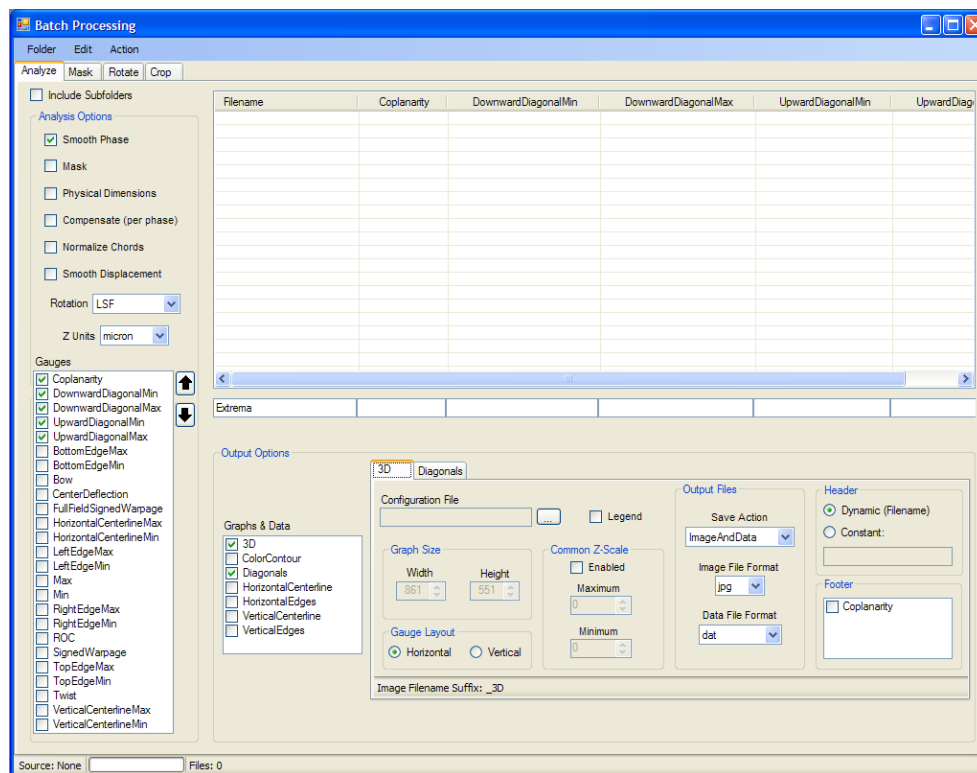 Batch Processing
Folder Edit Action
Analyze Mask Rotate Crop
Include Subfolders
Analysis Options
Smooth Phase
Mask
Physical Dimensions
Compensate (per phase)
Normalize Chords
Smooth Displacement
Rotation LSF
Z Units micron
Gauges
Coplanarity
DownwardDiagonalMin
DownwardDiagonalMax
UpwardDiagonalMin
UpwardDiagonalMax
BottomEdgeMax
BottomEdgeMin
Bow
CenterDeflection
FullFieldSignedWarpage
HorizontalCenterlineMax
HorizontalCenterlineMin
LeftEdgeMax
LeftEdgeMin
Max
Min
RightEdgeMax
RightEdgeMin
ROC
SignedWarpage
TopEdgeMax
TopEdgeMin
Twist
VerticalCenterlineMax
VerticalCenterlineMin
Filename Coplanarity DownwardDiagonalMin DownwardDiagonalMax UpwardDiagonalMin UpwardDiag
Extrema
Output Options
Graphs & Data
3D
ColorContour
Diagonals
HorizontalCenterline
HorizontalEdges
VerticalCenterline
VerticalEdges
3D Diagonals
Configuration File
... Legend
Graph Size
Width Height
861 551
Gauge Layout
Horizontal Vertical
Common Z-Scale
Enabled
Maximum
0
Minimum
0
Output Files
Save Action
ImageAndData
Image File Format
jpg
Data File Format
dat
Header
Dynamic (Filename)
Constant:
Footer
Coplanarity
Image Filename Suffix: _3D
Source: None Files: 0